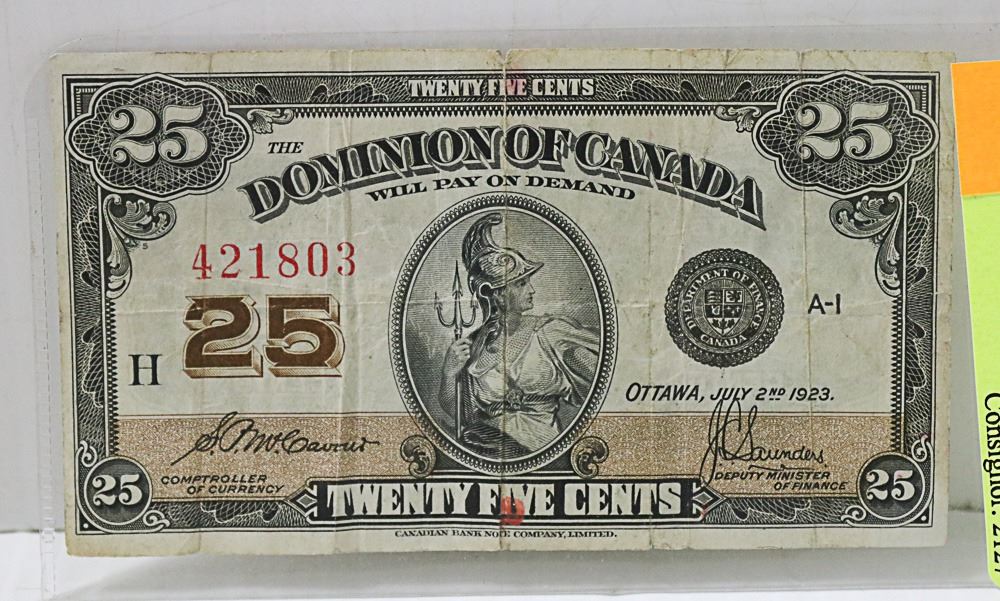 TWENTY FIVE CENTS
25 25
THE
DOMINION OF CANADA
WILL PAY ON DEMAND
S
421803
25
H
DEPARTMENT OF FINANCE
CANADA
A-1
OTTAWA, JULY 2ND 1923.
COMPTROLLER
OF CURRENCY
J.C. Saunders
DEPUTY MINISTER
OF FINANCE
25 25
TWENTY FIVE CENTS
CANADIAN BANK NOTE COMPANY, LIMITED.
Consignor: